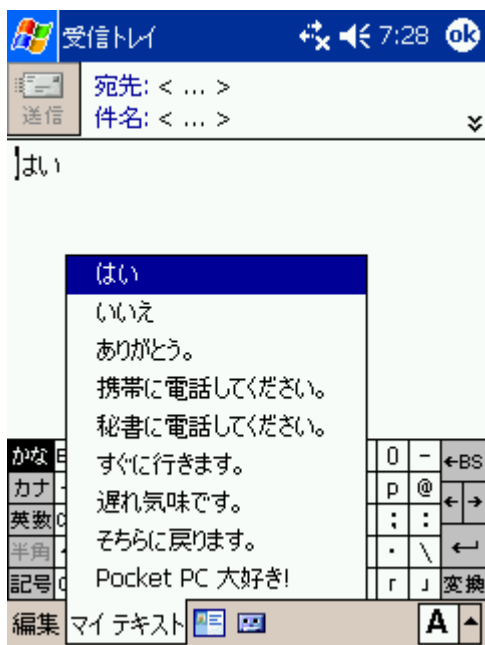 受信トレイ 7:28 ok
送信
宛先: < ... >
件名: < ... >
はい
はい
いいえ
ありがとう。
携帯に電話してください。
秘書に電話してください。
すぐに行きます。
遅れ気味です。
そちらに戻ります。
Pocket PC 大好き!
かな 0 - ←BS
カナ p @ ← →
英数 ; :
半角 ・ \
記号 ｢ ｣ 変換
編集 マイ テキスト A